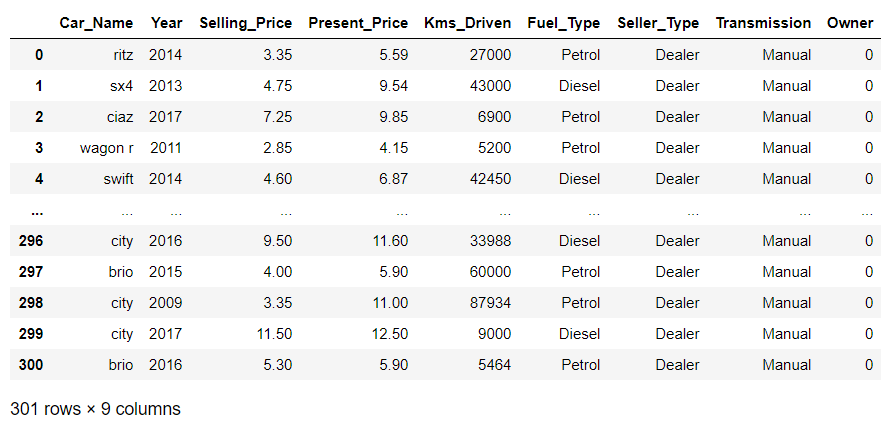 Car_Name Year Selling_Price Present_Price Kms_Driven Fuel_Type Seller_Type Transmission Owner
0 ritz 2014 3.35 5.59 27000 Petrol Dealer Manual 0
1 sx4 2013 4.75 9.54 43000 Diesel Dealer Manual 0
2 ciaz 2017 7.25 9.85 6900 Petrol Dealer Manual 0
3 wagon r 2011 2.85 4.15 5200 Petrol Dealer Manual 0
4 swift 2014 4.60 6.87 42450 Diesel Dealer Manual 0
... ... ... ... ... ... ... ... ... ...
296 city 2016 9.50 11.60 33988 Diesel Dealer Manual 0
297 brio 2015 4.00 5.90 60000 Petrol Dealer Manual 0
298 city 2009 3.35 11.00 87934 Petrol Dealer Manual 0
299 city 2017 11.50 12.50 9000 Diesel Dealer Manual 0
300 brio 2016 5.30 5.90 5464 Petrol Dealer Manual 0
301 rows × 9 columns